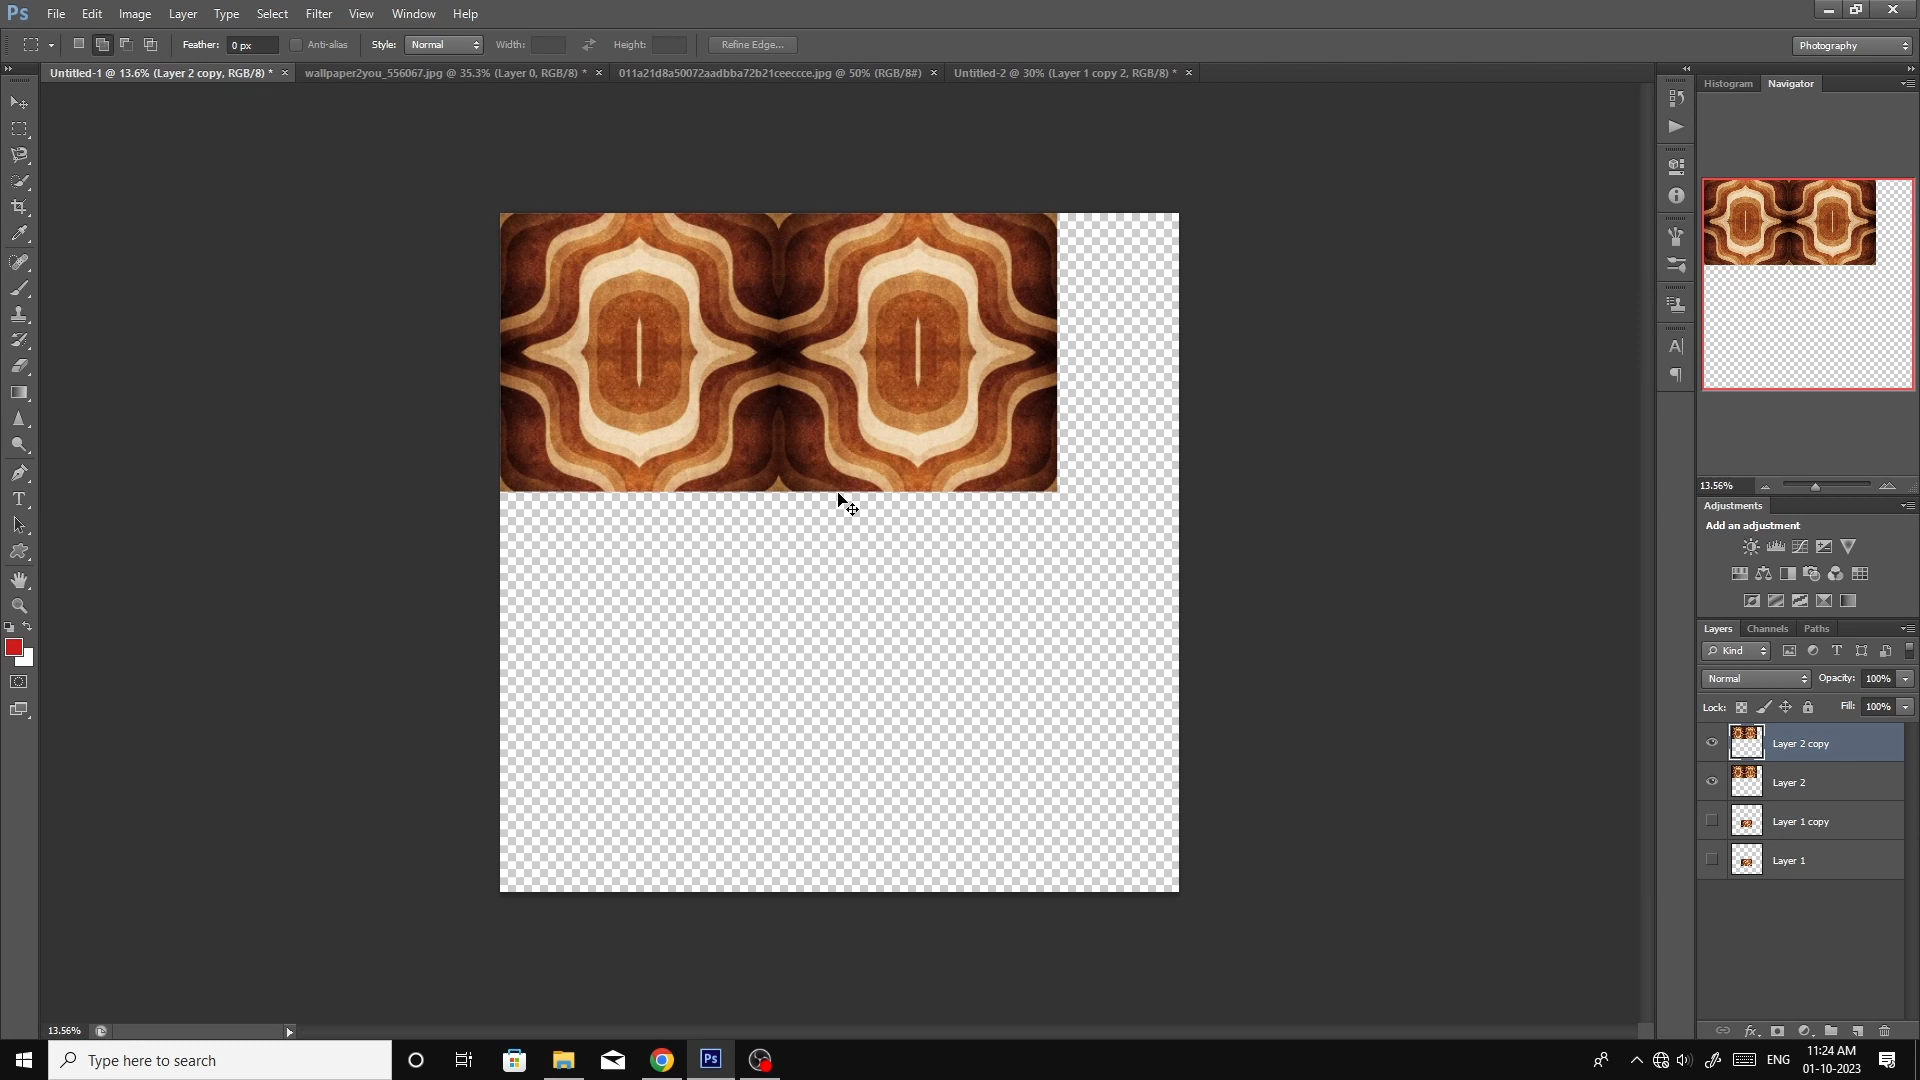 Ps File Edit Image Layer Type Select Filter View Window Help
Feather: 0 px Anti-alias Style: Normal Width: Height: Refine Edge... Photography
Untitled-1 @ 13.6% (Layer 2 copy, RGB/8) * × wallpaper2you_556067.jpg @ 35.3% (Layer 0, RGB/8) * × 011a21d8a50072aadbba72b21ceeccce.jpg @ 50% (RGB/8#) × Untitled-2 @ 30% (Layer 1 copy 2, RGB/8) * ×
Histogram Navigator
13.56%
Adjustments
Add an adjustment
Layers Channels Paths
Kind
Normal Opacity: 100%
Lock: Fill: 100%
Layer 2 copy
Layer 2
Layer 1 copy
Layer 1
13.56%
Type here to search
Ps
ENG
11:24 AM
01-10-2023